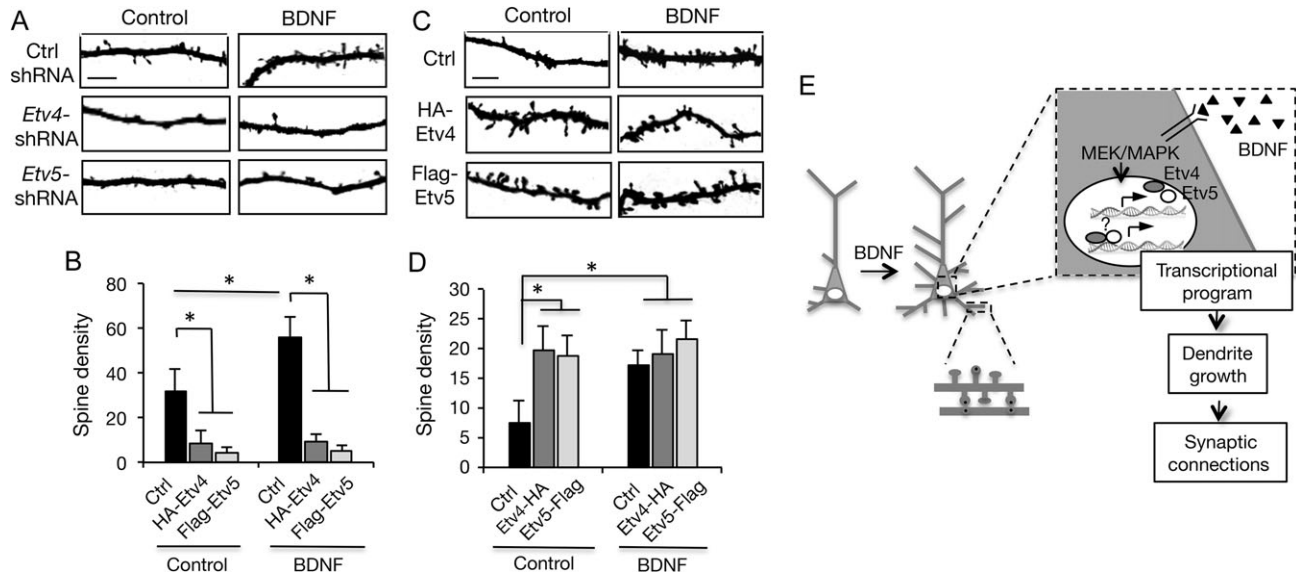 A
Control BDNF
Ctrl
shRNA
Etv4-
shRNA
Etv5-
shRNA
B
Spine density
80
60
40
20
0
*
*
*
Ctrl
HA-Etv4
Flag-Etv5
Ctrl
HA-Etv4
Flag-Etv5
Control BDNF
C
Control BDNF
Ctrl
HA-
Etv4
Flag-
Etv5
D
Spine density
30
25
20
15
10
5
0
*
*
Ctrl
Etv4-HA
Etv5-Flag
Ctrl
Etv4-HA
Etv5-Flag
Control BDNF
E
BDNF
BDNF
MEK/MAPK
Etv4
Etv5
?
Transcriptional
program
Dendrite
growth
Synaptic
connections